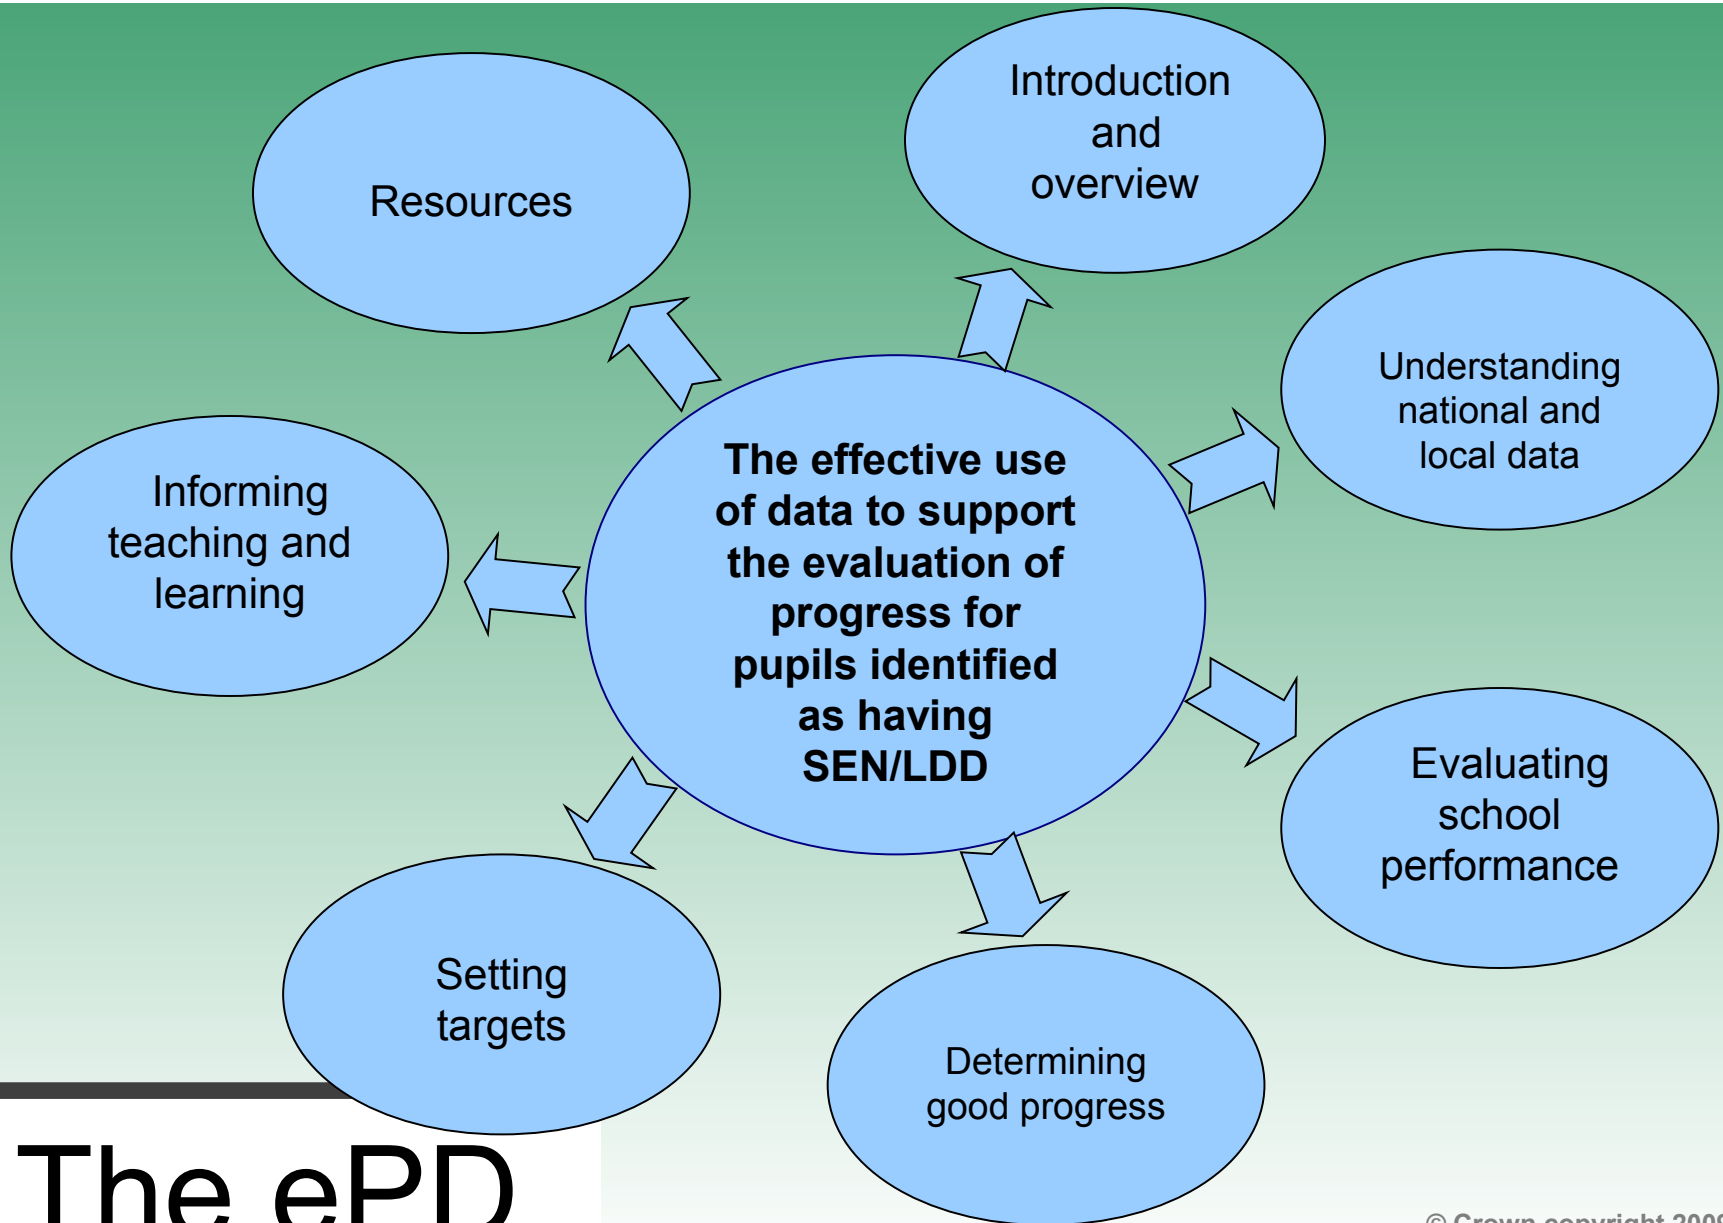 Introduction
and
overview
Resources
Understanding
national and
local data
The effective use
of data to support
the evaluation of
progress for
pupils identified
as having
SEN/LDD
Informing
teaching and
learning
Evaluating
school
performance
Setting
targets
Determining
good progress
The ePD
© Crown copyright 2009